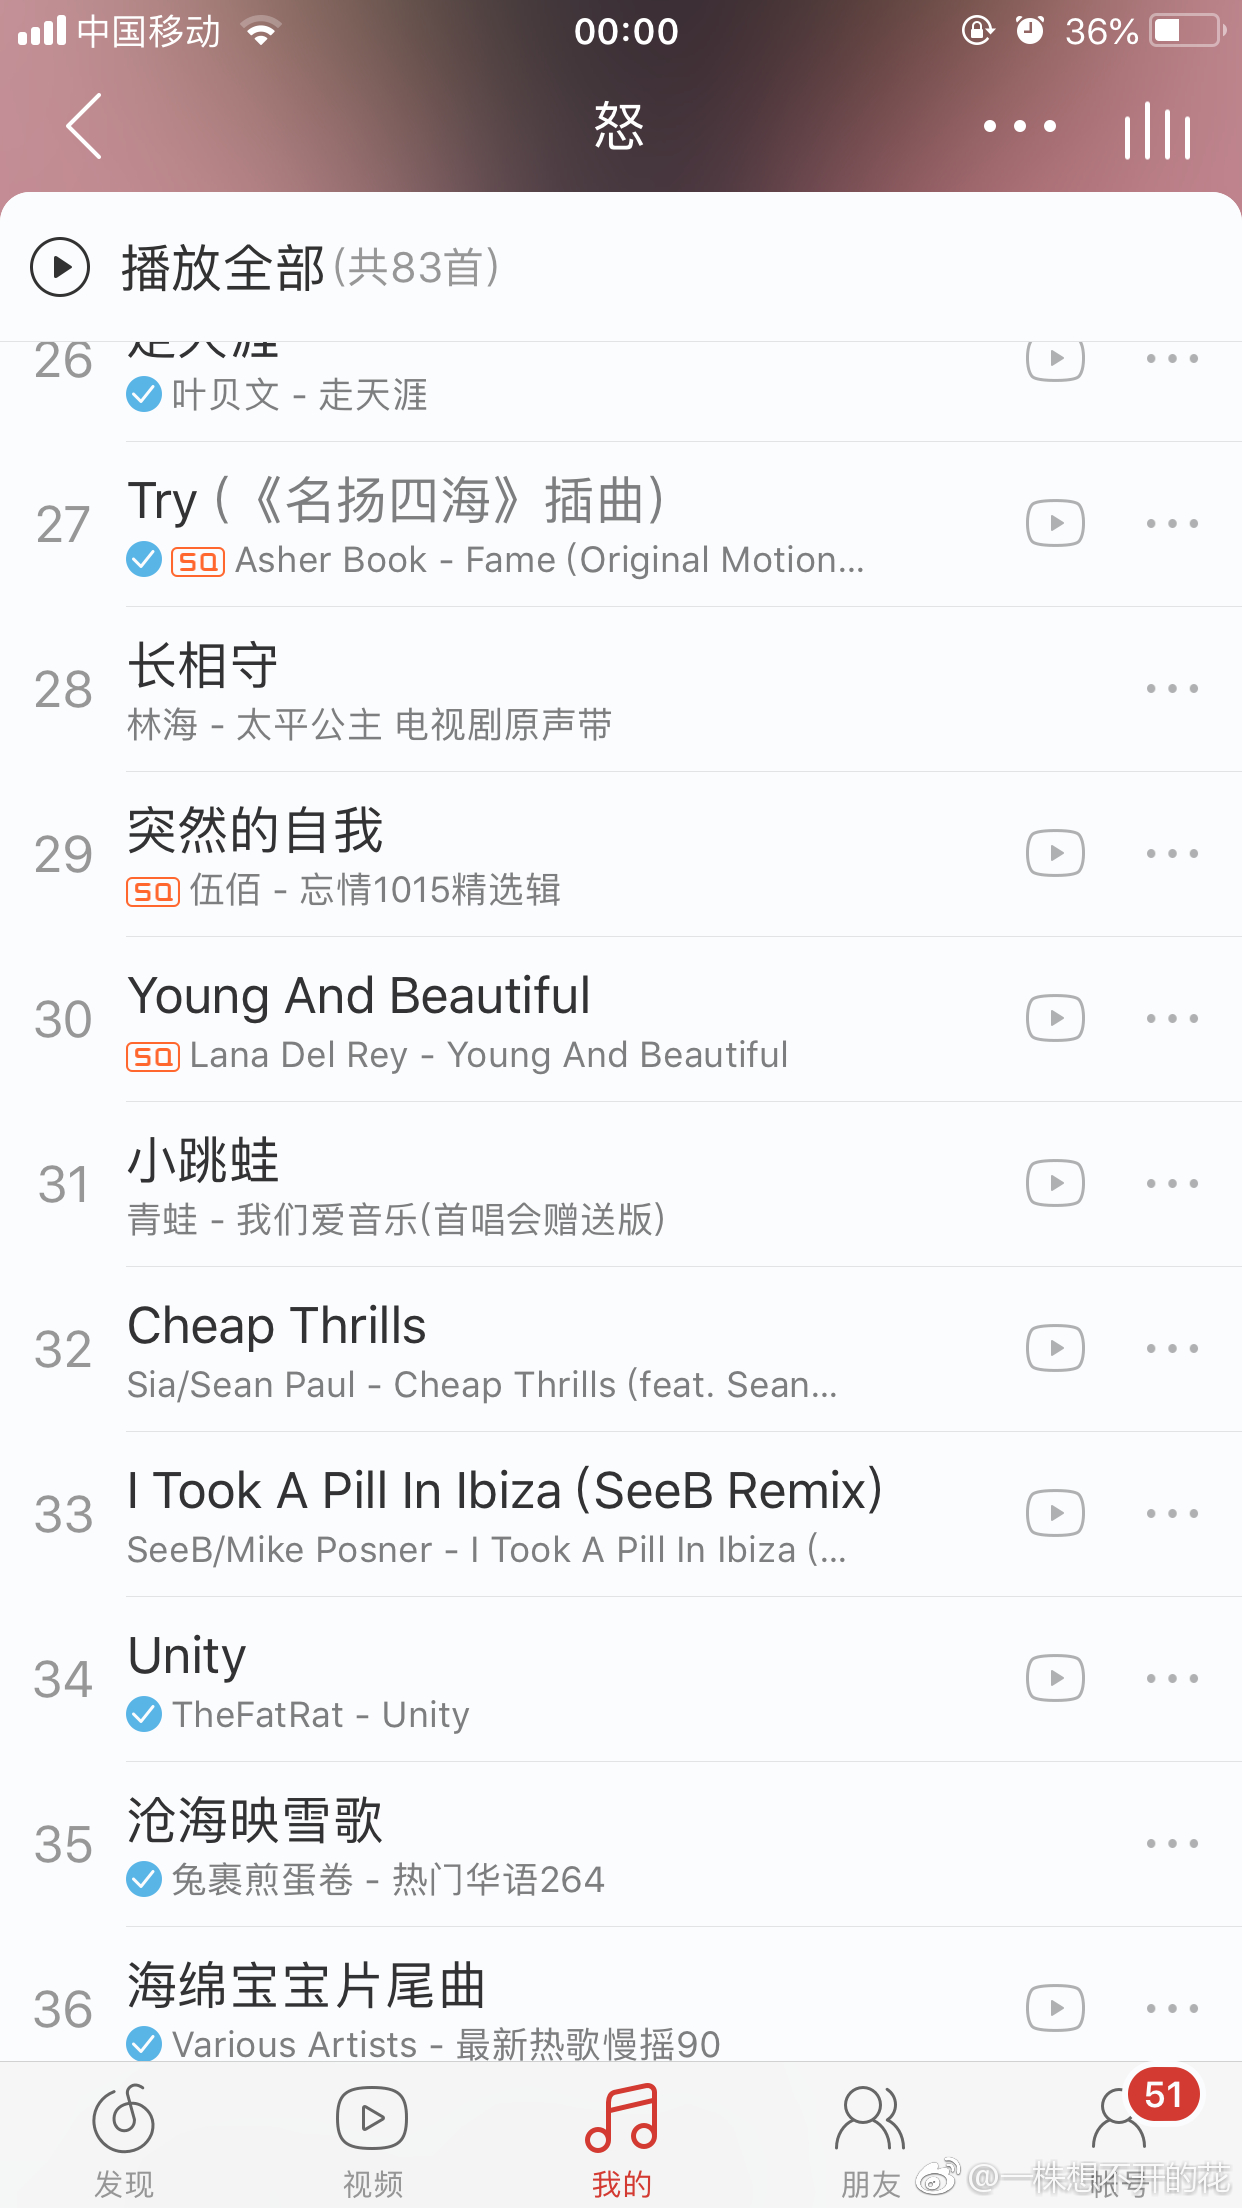 中国移动 00:00 36%
怒
播放全部(共83首)
26 走天涯
叶贝文 - 走天涯
27 Try (《名扬四海》插曲)
SQ Asher Book - Fame (Original Motion...
28 长相守
林海 - 太平公主 电视剧原声带
29 突然的自我
SQ 伍佰 - 忘情1015精选辑
30 Young And Beautiful
SQ Lana Del Rey - Young And Beautiful
31 小跳蛙
青蛙 - 我们爱音乐(首唱会赠送版)
32 Cheap Thrills
Sia/Sean Paul - Cheap Thrills (feat. Sean...
33 I Took A Pill In Ibiza (SeeB Remix)
SeeB/Mike Posner - I Took A Pill In Ibiza (...
34 Unity
TheFatRat - Unity
35 沧海映雪歌
兔裹煎蛋卷 - 热门华语264
36 海绵宝宝片尾曲
Various Artists - 最新热歌慢摇90
51
发现 视频 我的 朋友 帐号
@一株想不开的花